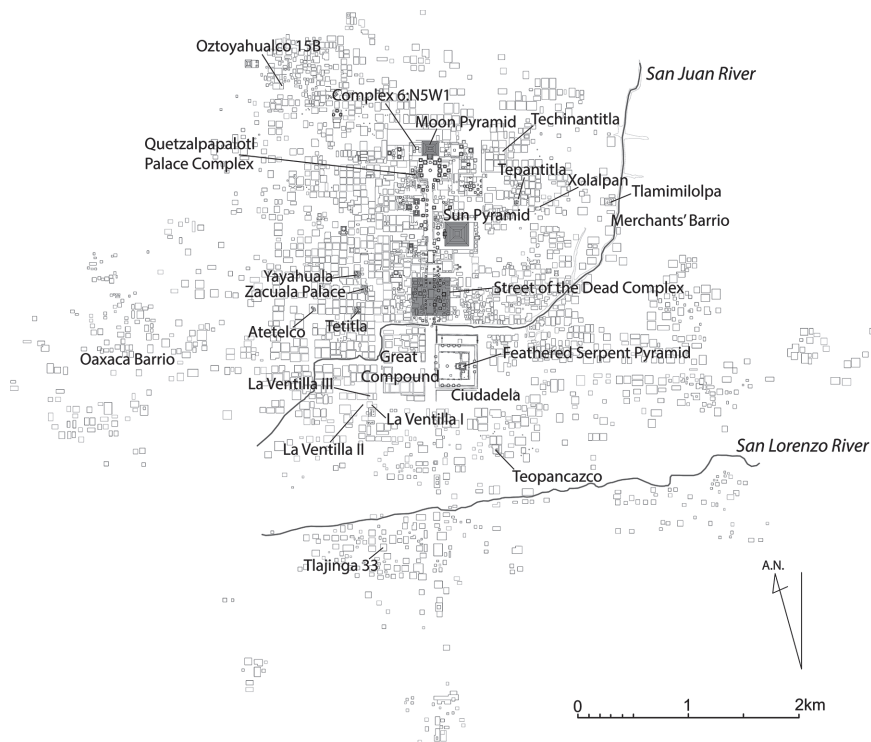 Oztoyahualco 15B
San Juan River
Complex 6:N5W1
Moon Pyramid
Techinantitla
Quetzalpapalotl
Palace Complex
Tepantitla
Xolalpan
Tlamimilolpa
Sun Pyramid
Merchants' Barrio
Yayahuala
Zacuala Palace
Street of the Dead Complex
Atetelco
Tetitla
Oaxaca Barrio
Great
Compound
Feathered Serpent Pyramid
La Ventilla III
Ciudadela
La Ventilla I
La Ventilla II
San Lorenzo River
Teopancazco
Tlajinga 33
A.N.
0
1
2km